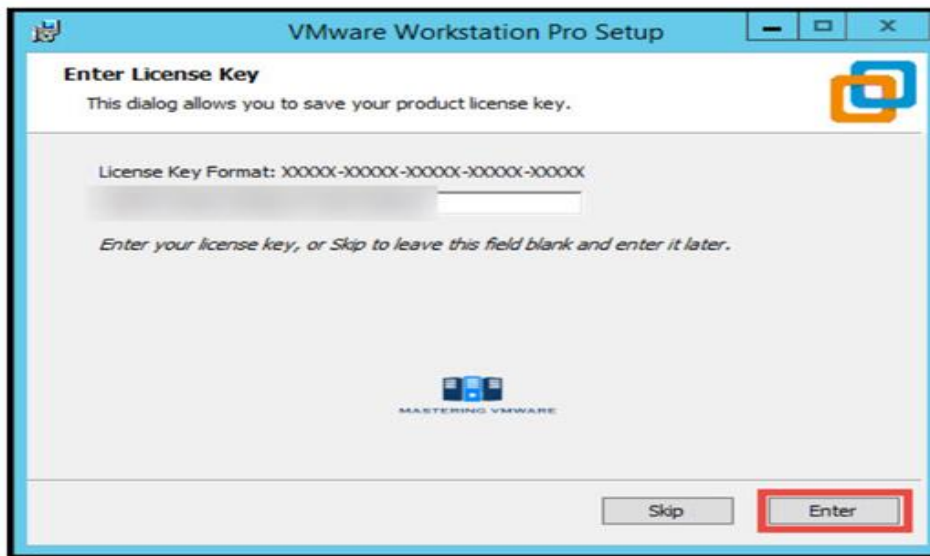 VMware Workstation Pro Setup
Enter License Key
This dialog allows you to save your product license key.
License Key Format: XXXXX-XXXXX-XXXXX-XXXXX-XXXXX
Enter your license key, or Skip to leave this field blank and enter it later.
MASTERING VMWARE
Skip
Enter